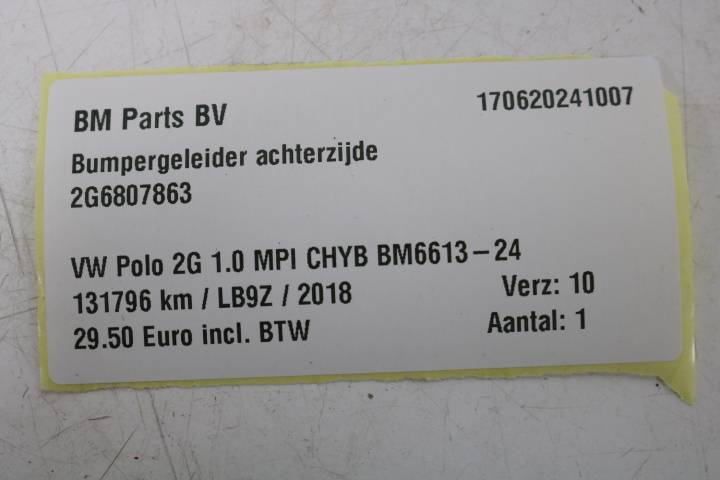 BM Parts BV 170620241007
Bumpergeleider achterzijde
2G6807863
VW Polo 2G 1.0 MPI CHYB BM6613-24
131796 km / LB9Z / 2018 Verz: 10
29.50 Euro incl. BTW Aantal: 1